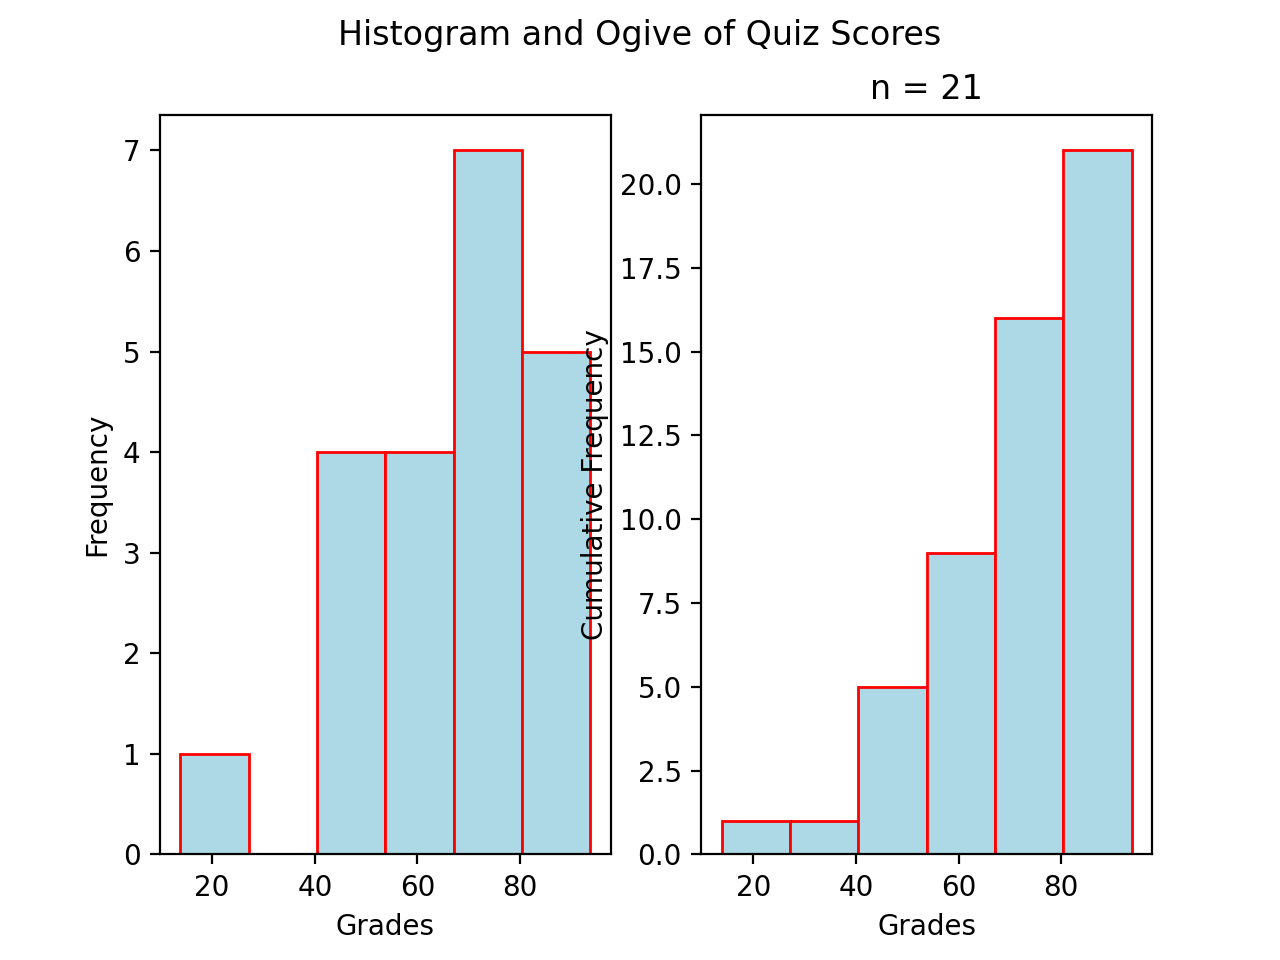 Histogram and Ogive of Quiz Scores
n = 21
7
6
5
4
3
2
1
0
Frequency
20 40 60 80
Grades
20.0
17.5
15.0
12.5
10.0
7.5
5.0
2.5
0.0
Cumulative Frequency
20 40 60 80
Grades